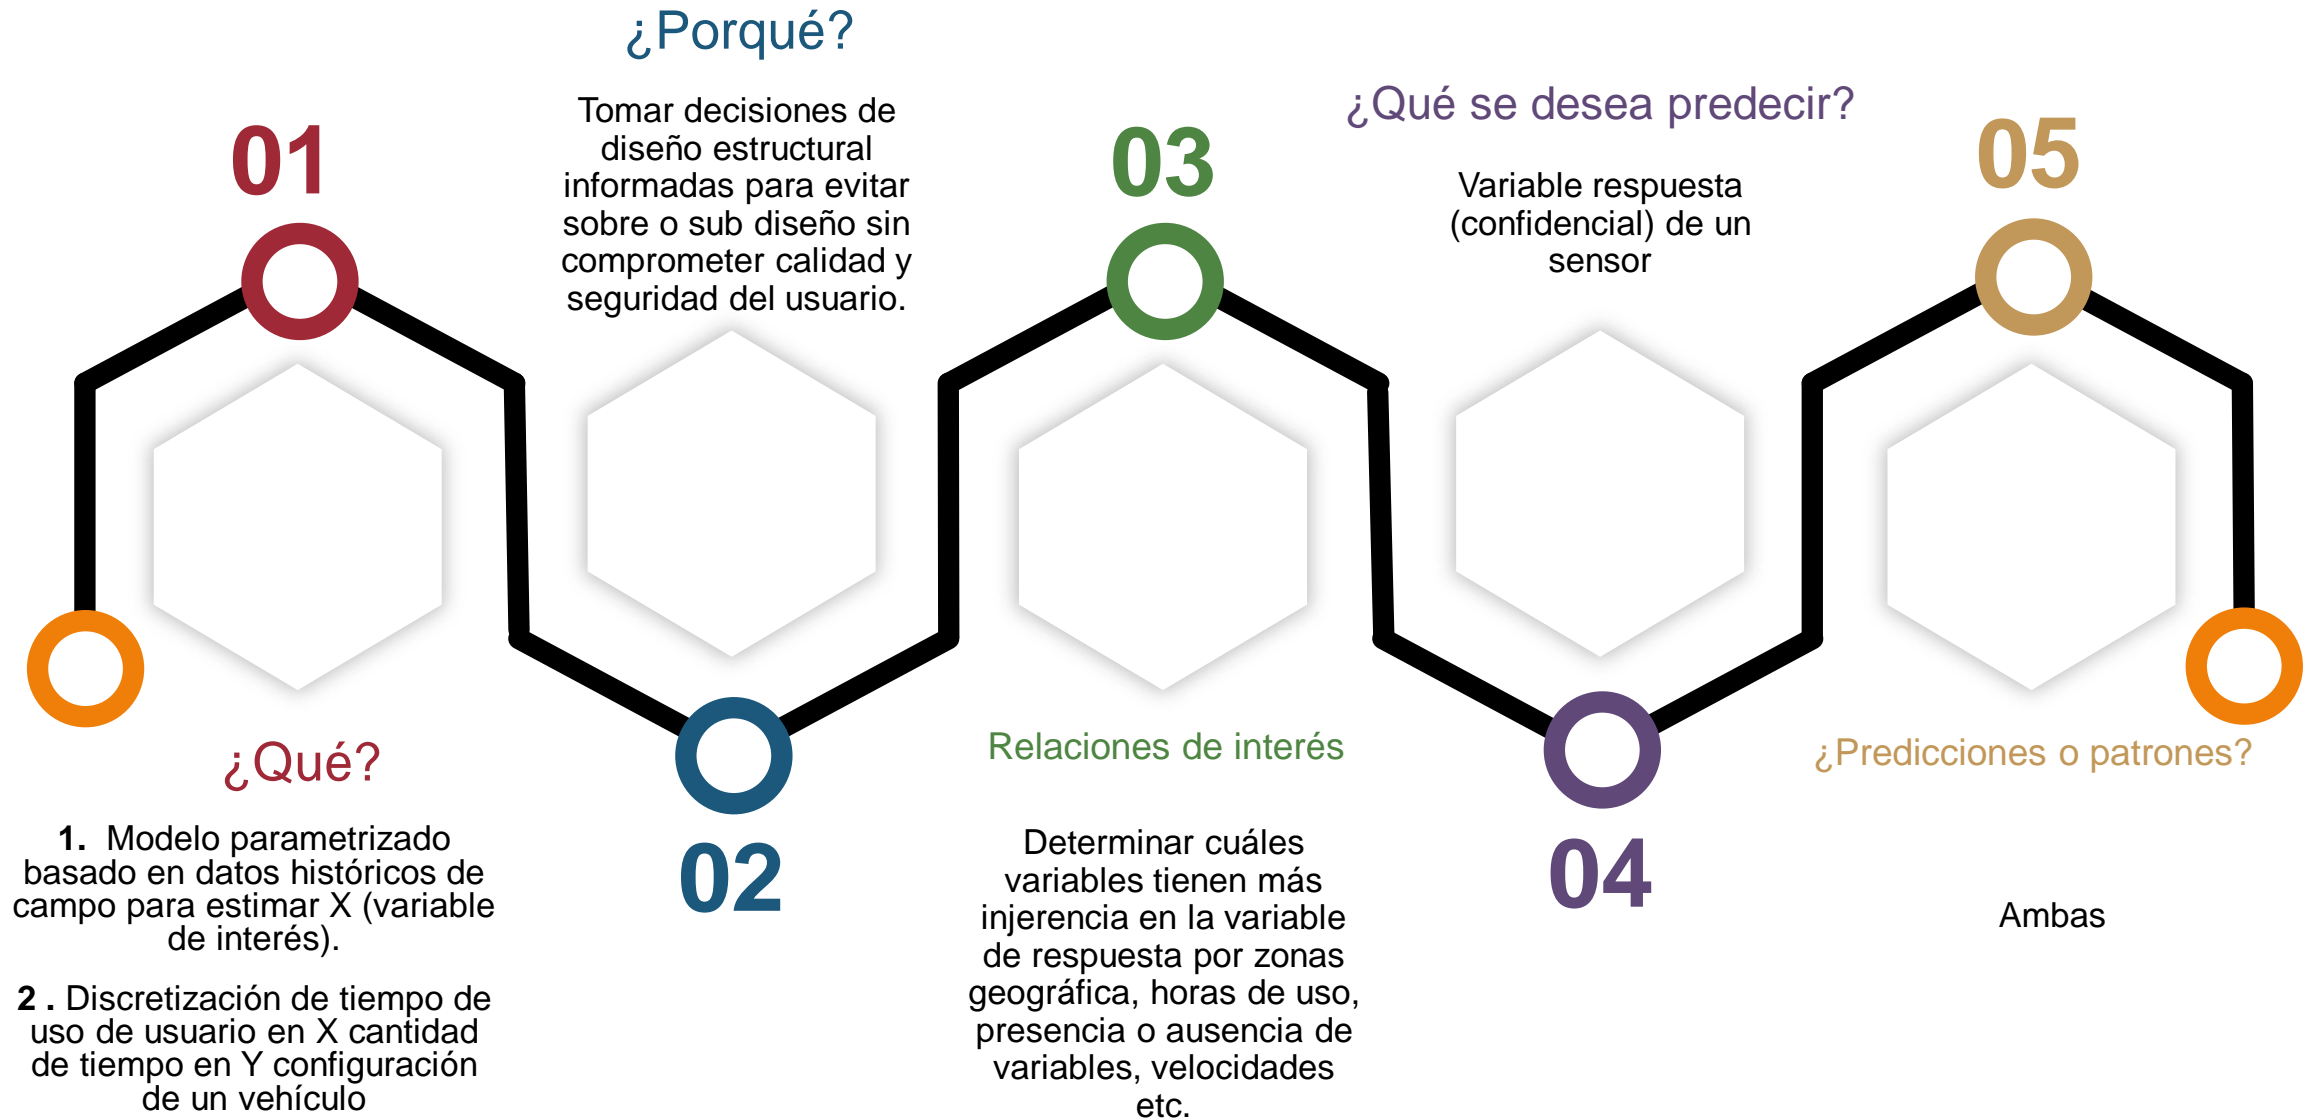 01
¿Qué?
1. Modelo parametrizado
basado en datos históricos de
campo para estimar X (variable
de interés).
2 . Discretización de tiempo de
uso de usuario en X cantidad
de tiempo en Y configuración
de un vehículo
¿Porqué?
Tomar decisiones de
diseño estructural
informadas para evitar
sobre o sub diseño sin
comprometer calidad y
seguridad del usuario.
02
03
Relaciones de interés
Determinar cuáles
variables tienen más
injerencia en la variable
de respuesta por zonas
geográfica, horas de uso,
presencia o ausencia de
variables, velocidades
etc.
¿Qué se desea predecir?
Variable respuesta
(confidencial) de un
sensor
04
05
¿Predicciones o patrones?
Ambas